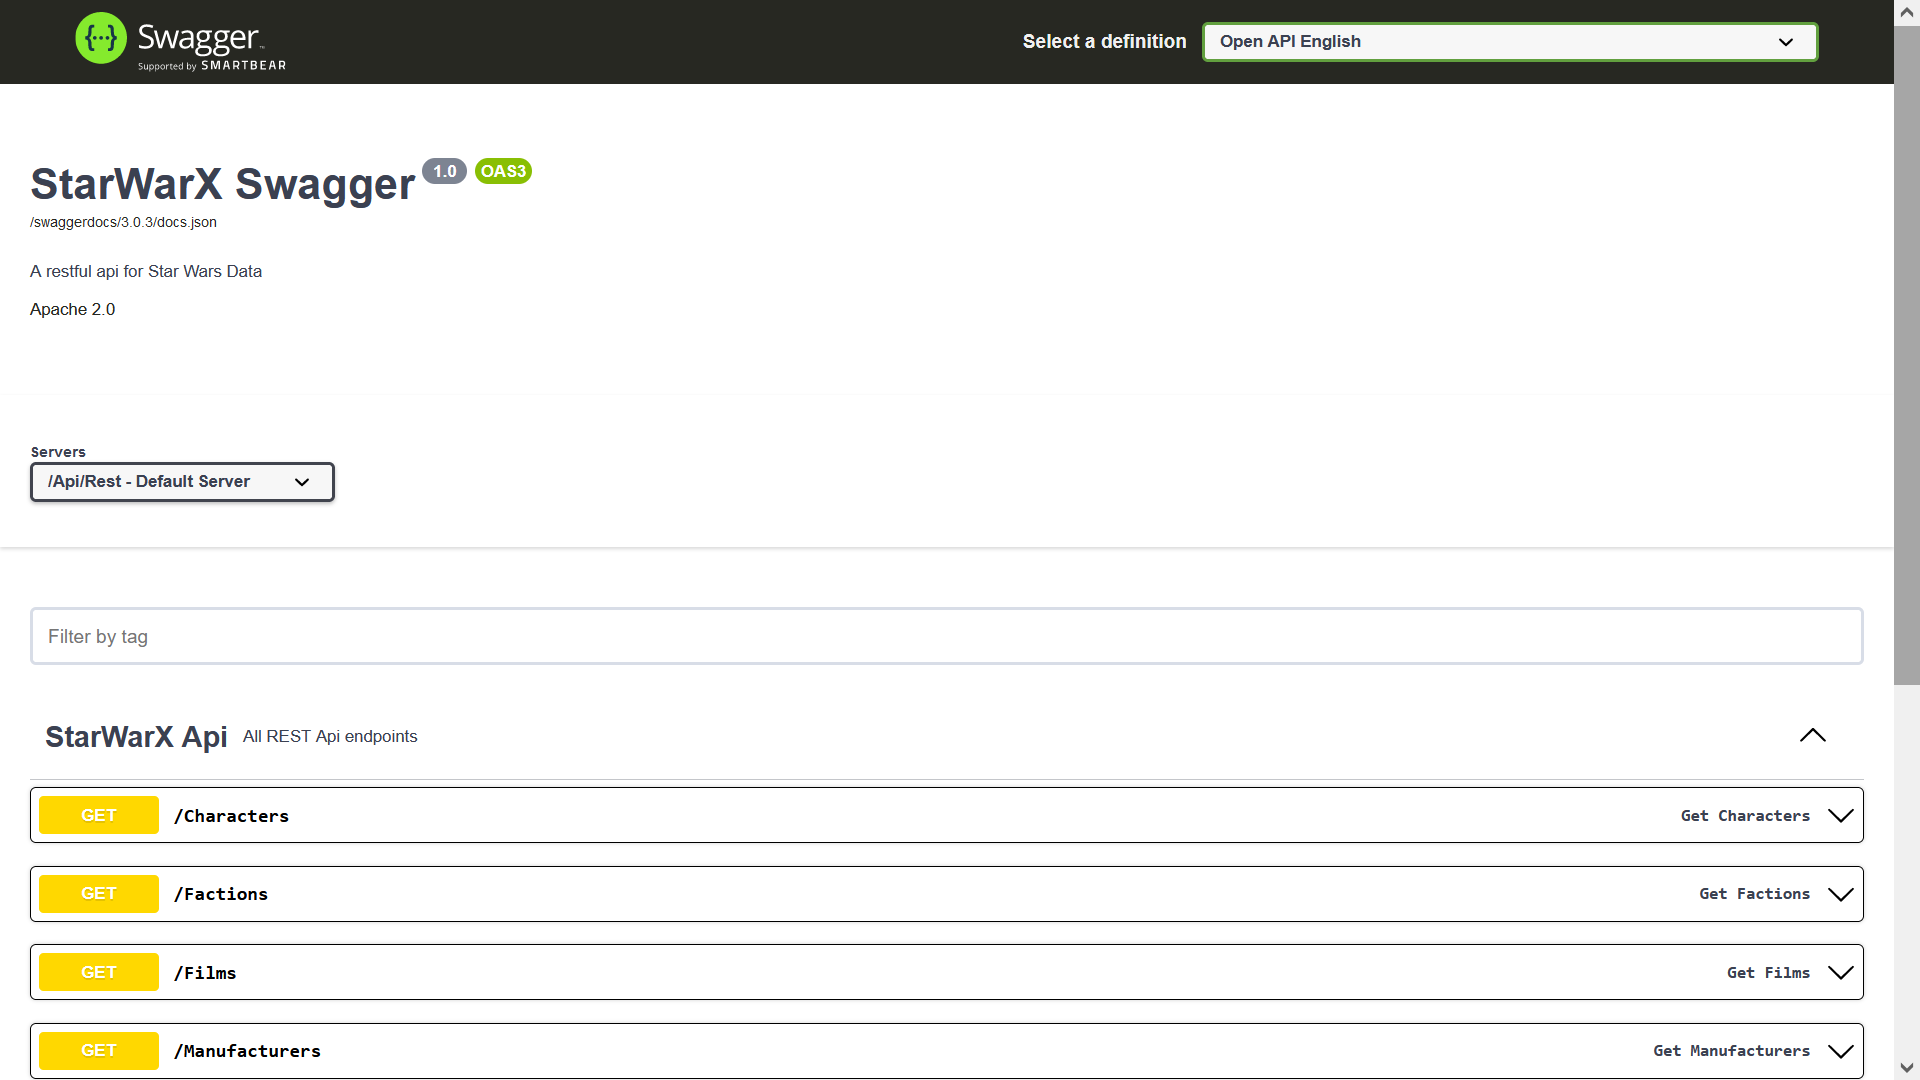 Swagger™
Supported by SMARTBEAR
Select a definition
Open API English
StarWarX Swagger 1.0 OAS3
/swaggerdocs/3.0.3/docs.json
A restful api for Star Wars Data
Apache 2.0
Servers
/Api/Rest - Default Server
Filter by tag
StarWarX Api All REST Api endpoints
GET /Characters Get Characters
GET /Factions Get Factions
GET /Films Get Films
GET /Manufacturers Get Manufacturers